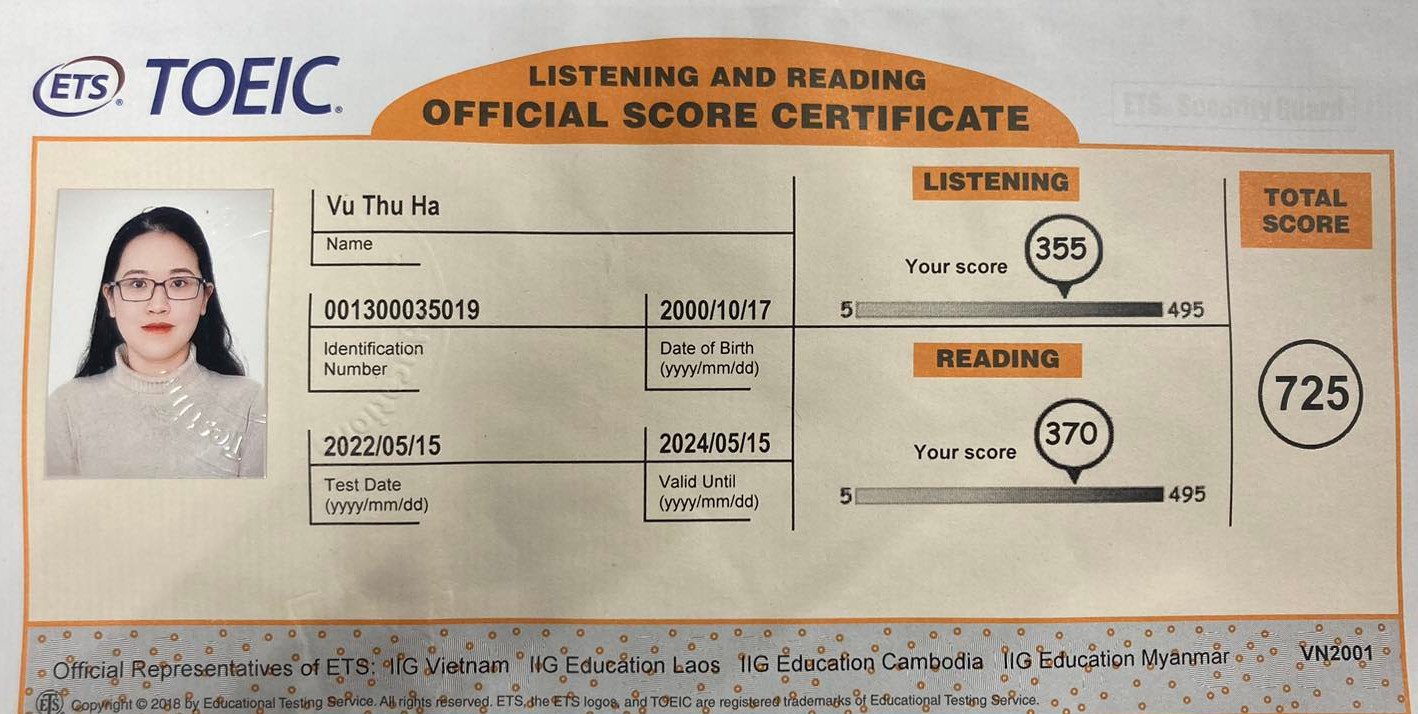 ETS® TOEIC®
LISTENING AND READING
OFFICIAL SCORE CERTIFICATE
ETS. Security Guard
Vu Thu Ha
Name
001300035019
Identification
Number
2000/10/17
Date of Birth
(yyyy/mm/dd)
2022/05/15
Test Date
(yyyy/mm/dd)
2024/05/15
Valid Until
(yyyy/mm/dd)
LISTENING
Your score
355
5
495
READING
Your score
370
5
495
TOTAL
SCORE
725
Official Representatives of ETS: IIG Vietnam IIG Education Laos IIG Education Cambodia IIG Education Myanmar
VN2001
ETS Copyright © 2018 by Educational Testing Service. All rights reserved. ETS, the ETS logos, and TOEIC are registered trademarks of Educational Testing Service.